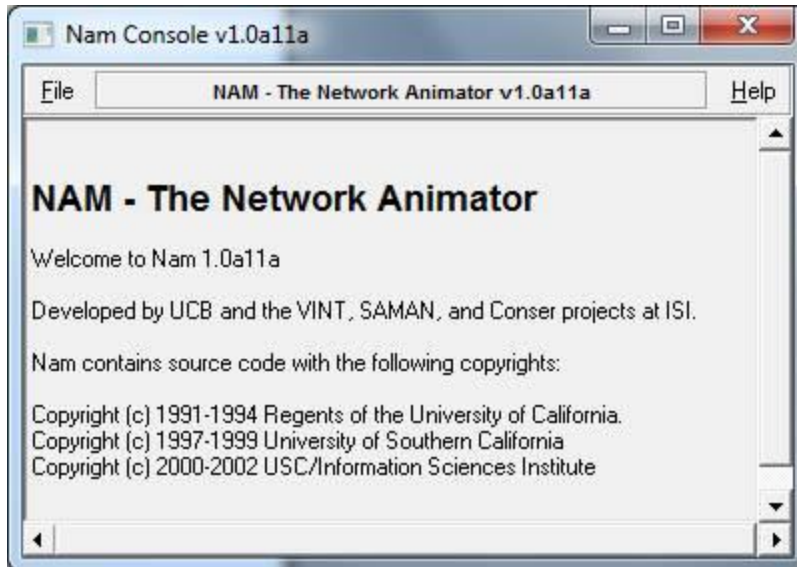 Nam Console v1.0a11a
File NAM - The Network Animator v1.0a11a Help
NAM - The Network Animator
Welcome to Nam 1.0a11a
Developed by UCB and the VINT, SAMAN, and Conser projects at ISI.
Nam contains source code with the following copyrights:
Copyright (c) 1991-1994 Regents of the University of California.
Copyright (c) 1997-1999 University of Southern California
Copyright (c) 2000-2002 USC/Information Sciences Institute